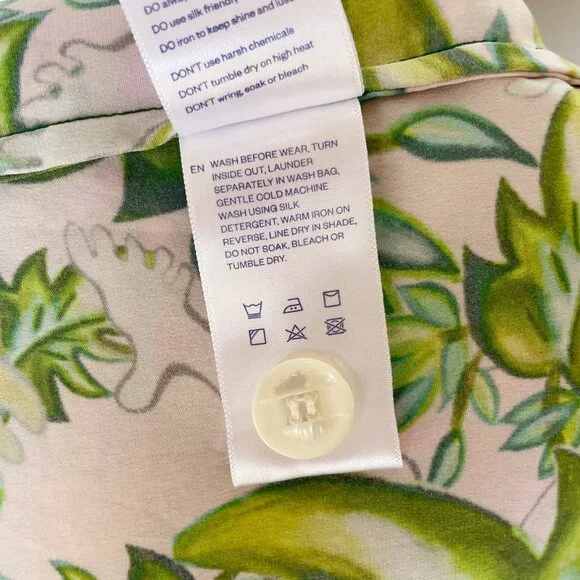 DO alway
DO use silk friendly
DO iron to keep shine and lust
DON'T use harsh chemicals
DON'T tumble dry on high heat
DON'T wring, soak or bleach
EN WASH BEFORE WEAR, TURN
INSIDE OUT, LAUNDER
SEPARATELY IN WASH BAG,
GENTLE COLD MACHINE
WASH USING SILK
DETERGENT, WARM IRON ON
REVERSE, LINE DRY IN SHADE,
DO NOT SOAK, BLEACH OR
TUMBLE DRY.